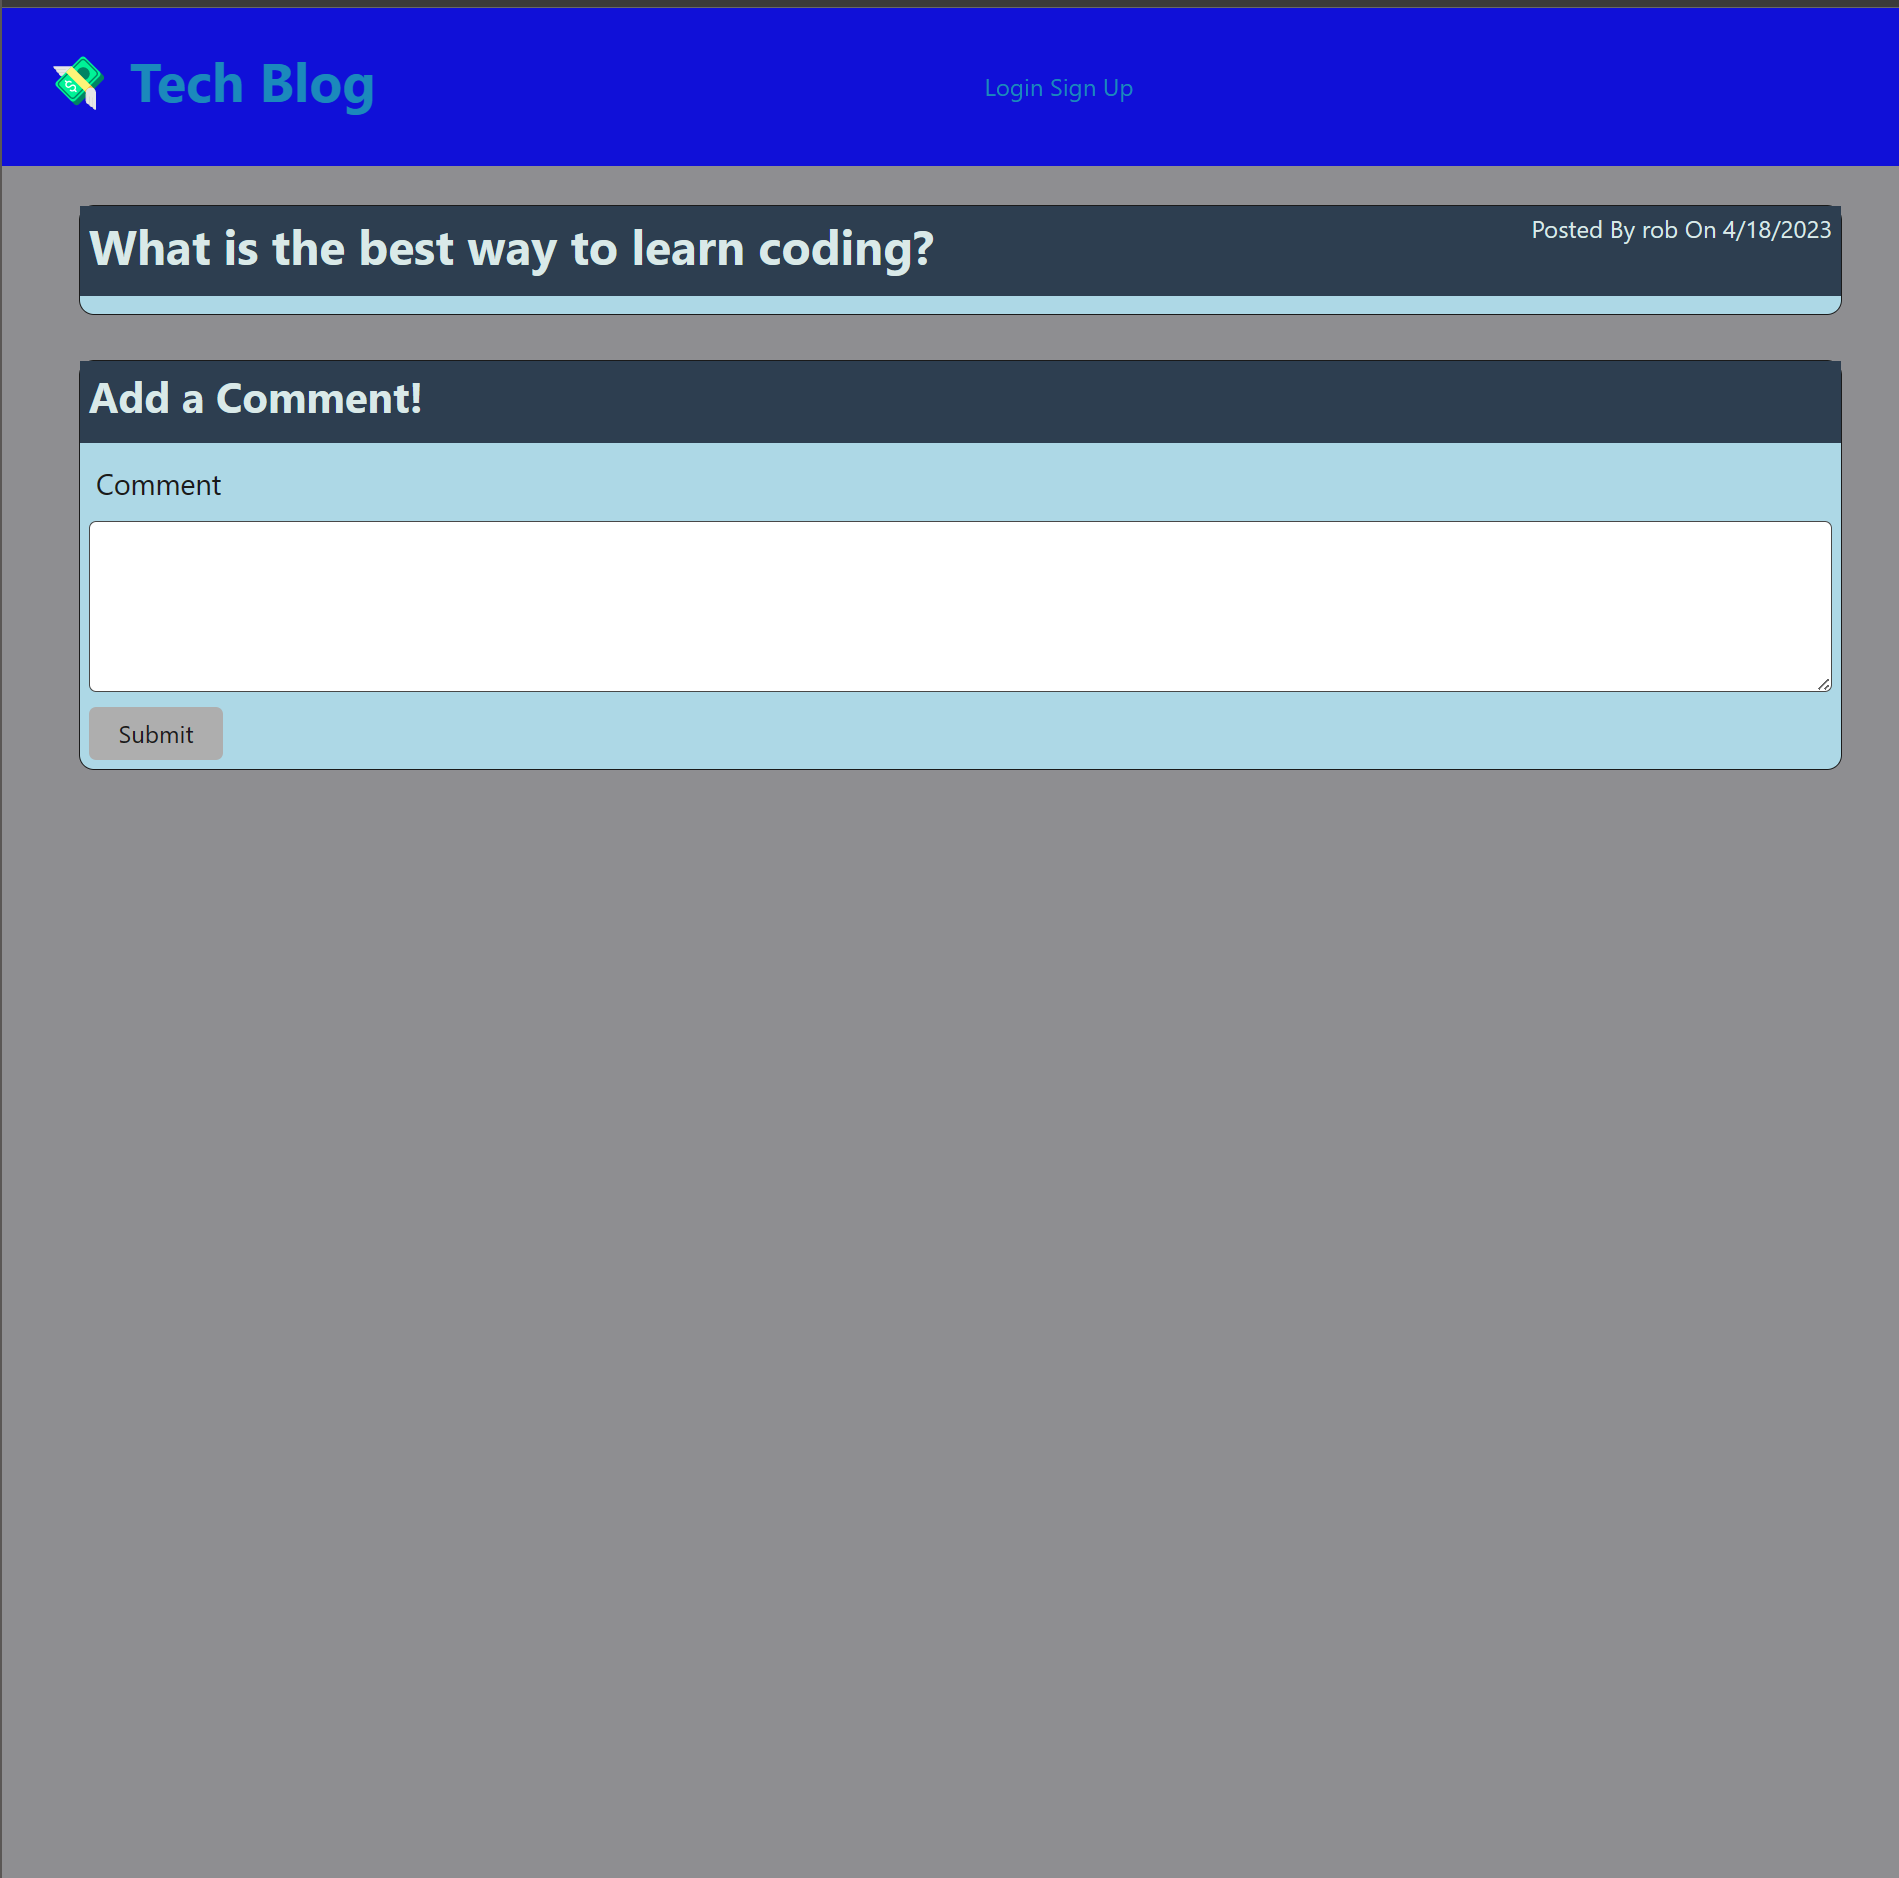 Tech Blog
Login Sign Up
What is the best way to learn coding?
Posted By rob On 4/18/2023
Add a Comment!
Comment
Submit